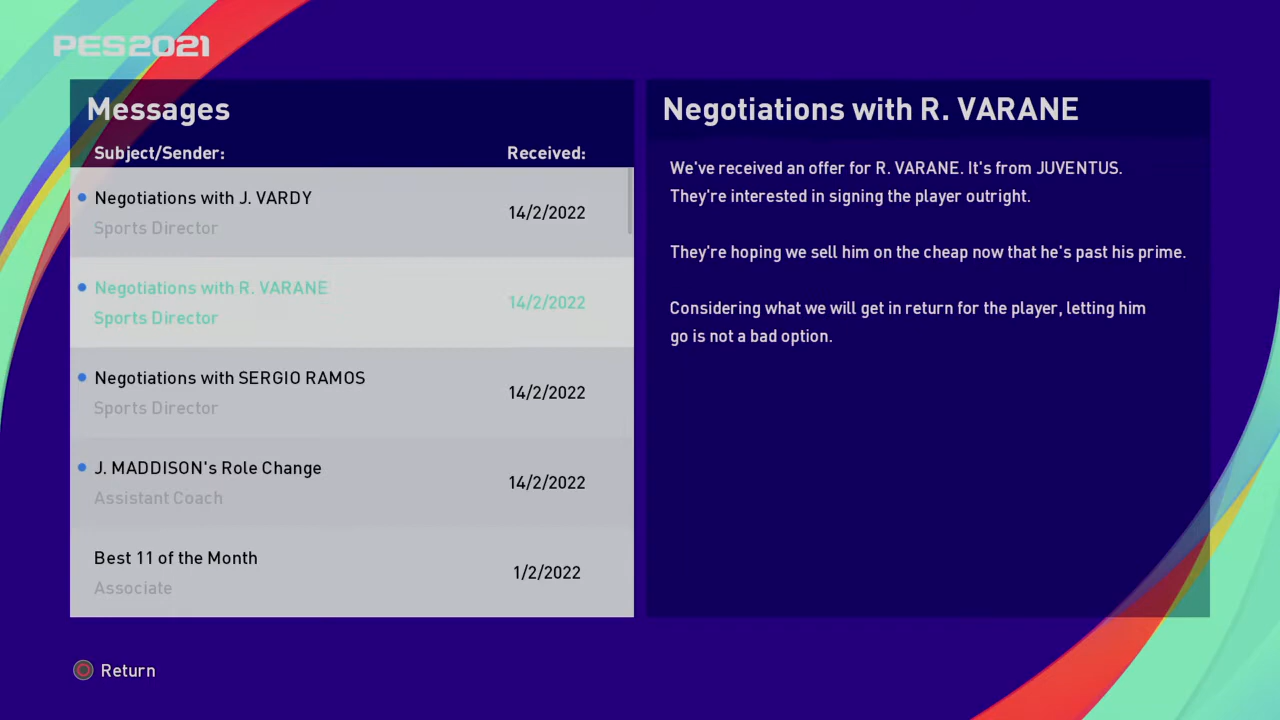 PES2021
Messages
Subject/Sender: Received:
Negotiations with J. VARDY
Sports Director
14/2/2022
Negotiations with R. VARANE
Sports Director
14/2/2022
Negotiations with SERGIO RAMOS
Sports Director
14/2/2022
J. MADDISON's Role Change
Assistant Coach
14/2/2022
Best 11 of the Month
Associate
1/2/2022
Negotiations with R. VARANE
We've received an offer for R. VARANE. It's from JUVENTUS.
They're interested in signing the player outright.
They're hoping we sell him on the cheap now that he's past his prime.
Considering what we will get in return for the player, letting him
go is not a bad option.
Return